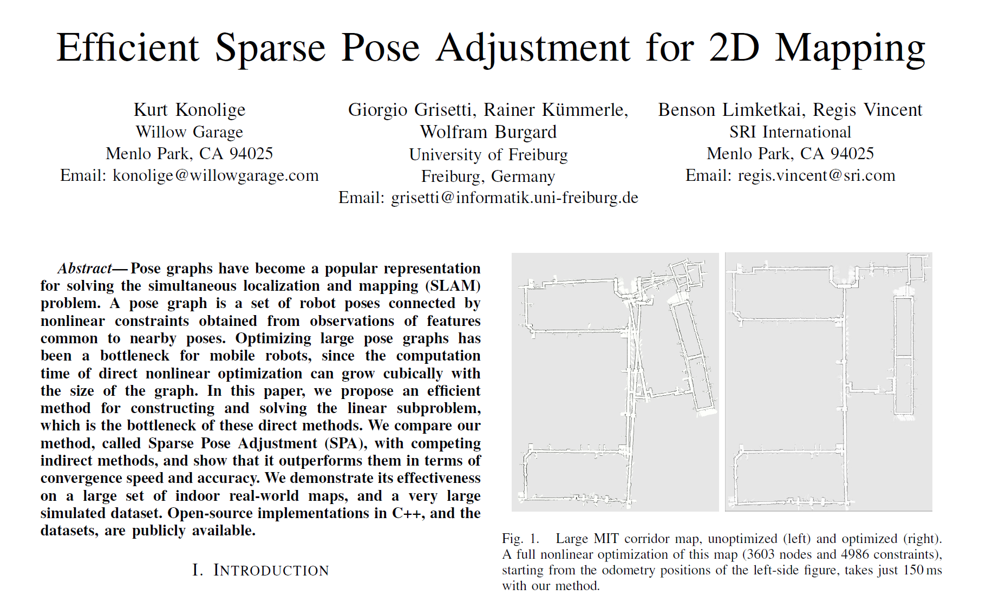 Efficient Sparse Pose Adjustment for 2D Mapping
Kurt Konolige
Willow Garage
Menlo Park, CA 94025
Email: konolige@willowgarage.com
Giorgio Grisetti, Rainer Kümmerle,
Wolfram Burgard
University of Freiburg
Freiburg, Germany
Email: grisetti@informatik.uni-freiburg.de
Benson Limketkai, Regis Vincent
SRI International
Menlo Park, CA 94025
Email: regis.vincent@sri.com
Abstract—Pose graphs have become a popular representation
for solving the simultaneous localization and mapping (SLAM)
problem. A pose graph is a set of robot poses connected by
nonlinear constraints obtained from observations of features
common to nearby poses. Optimizing large pose graphs has
been a bottleneck for mobile robots, since the computation
time of direct nonlinear optimization can grow cubically with
the size of the graph. In this paper, we propose an efficient
method for constructing and solving the linear subproblem,
which is the bottleneck of these direct methods. We compare our
method, called Sparse Pose Adjustment (SPA), with competing
indirect methods, and show that it outperforms them in terms of
convergence speed and accuracy. We demonstrate its effectiveness
on a large set of indoor real-world maps, and a very large
simulated dataset. Open-source implementations in C++, and the
datasets, are publicly available.
I. INTRODUCTION
Fig. 1. Large MIT corridor map, unoptimized (left) and optimized (right).
A full nonlinear optimization of this map (3603 nodes and 4986 constraints),
starting from the odometry positions of the left-side figure, takes just 150 ms
with our method.